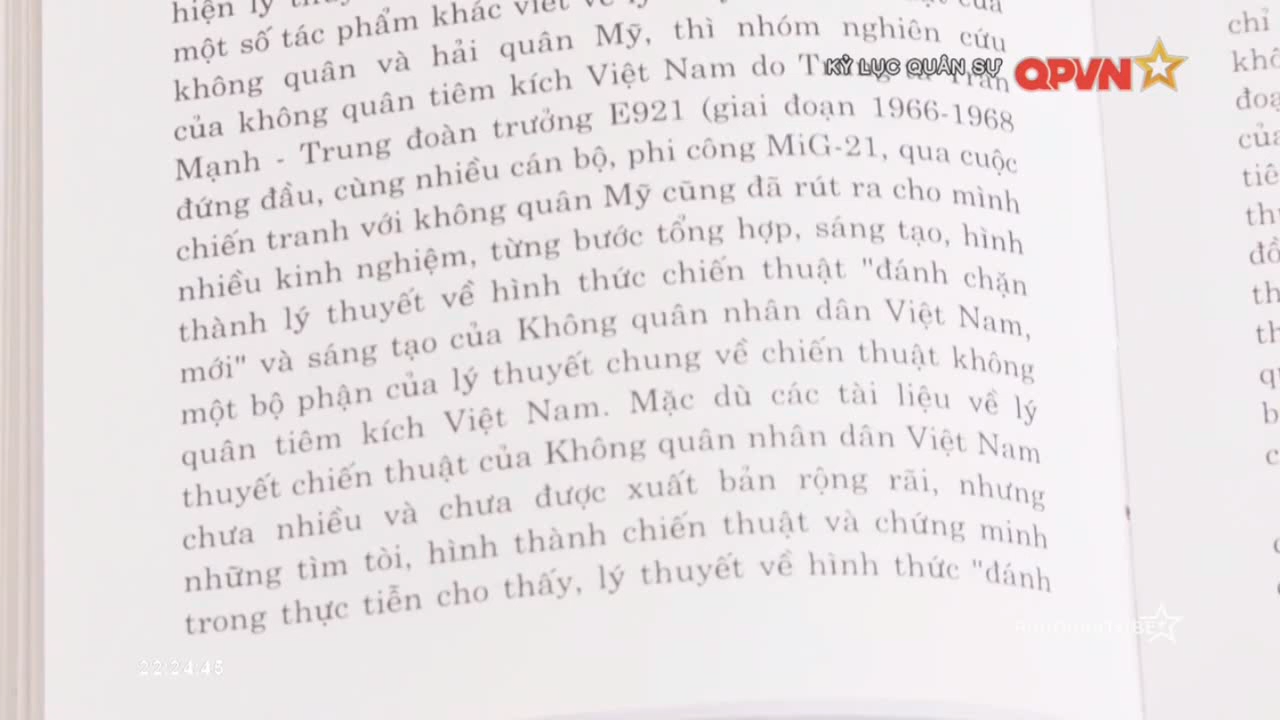 hiện lý
một số tác phẩm khác viết về
không quân và hải quân Mỹ, thì nhóm nghiên cứu
của không quân tiêm kích Việt Nam do Trần
Mạnh - Trung đoàn trưởng E921 (giai đoạn 1966-1968
đứng đầu, cùng nhiều cán bộ, phi công MiG-21, qua cuộc
chiến tranh với không quân Mỹ cũng đã rút ra cho mình
nhiều kinh nghiệm, từng bước tổng hợp, sáng tạo, hình
thành lý thuyết về hình thức chiến thuật "đánh chặn
mới" và sáng tạo của Không quân nhân dân Việt Nam,
một bộ phận của lý thuyết chung về chiến thuật không
quân tiêm kích Việt Nam. Mặc dù các tài liệu về lý
thuyết chiến thuật của Không quân nhân dân Việt Nam
chưa nhiều và chưa được xuất bản rộng rãi, nhưng
những tìm tòi, hình thành chiến thuật và chứng minh
trong thực tiễn cho thấy, lý thuyết về hình thức "đánh
KỶ LỤC QUÂN SỰ
QPVN
chỉ
của
22:24:45